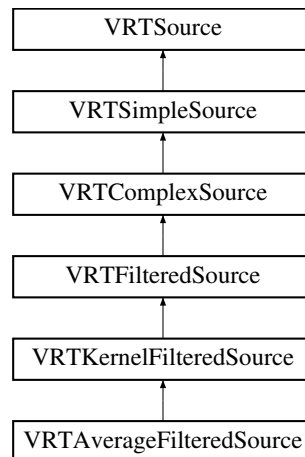 VRTSource
VRTSimpleSource
VRTComplexSource
VRTFilteredSource
VRTKernelFilteredSource
VRTAverageFilteredSource